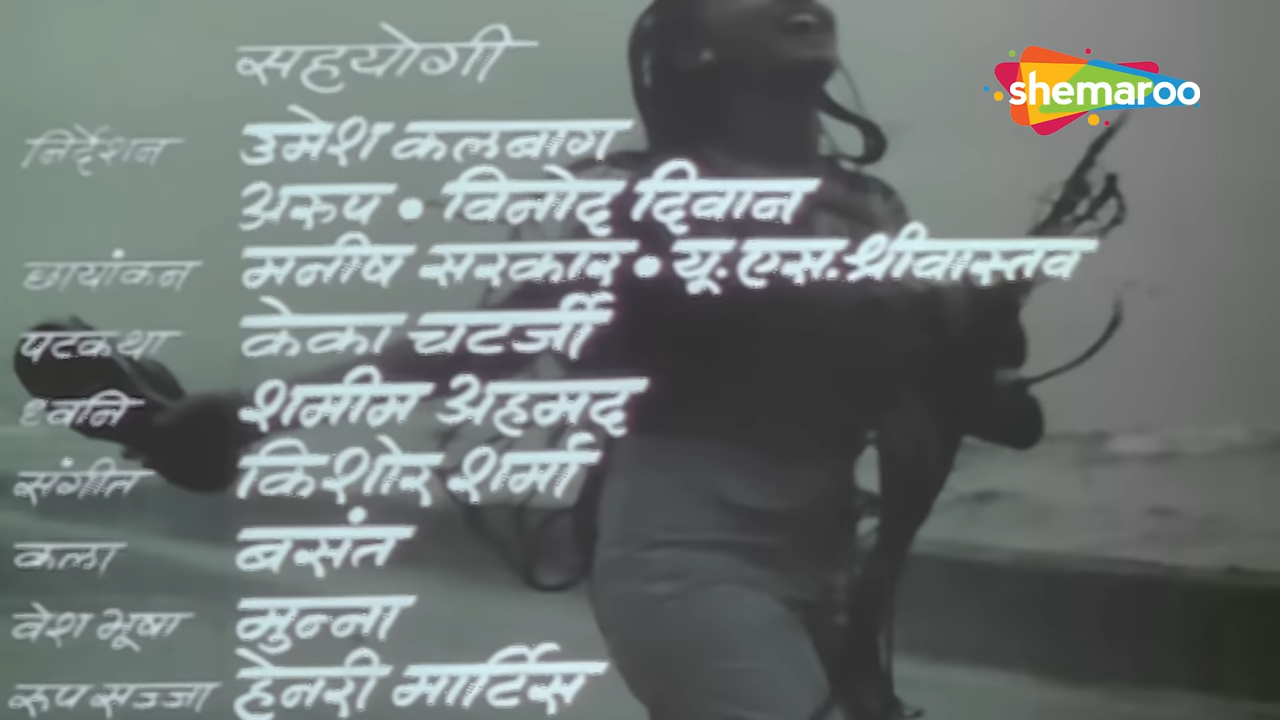 सहयोगी
shemaroo
निर्देशन उमेश कलबाग
अरुप • विनोद दिवान
छायांकन मनीष सरकार • यू. एस. श्रीवास्तव
पटकथा केका चटर्जी
ध्वनि शमीम अहमद
संगीत किशोर शर्मा
कला बसंत
वेश भूषा मुन्ना
रुप सज्जा हेनरी मार्टिस